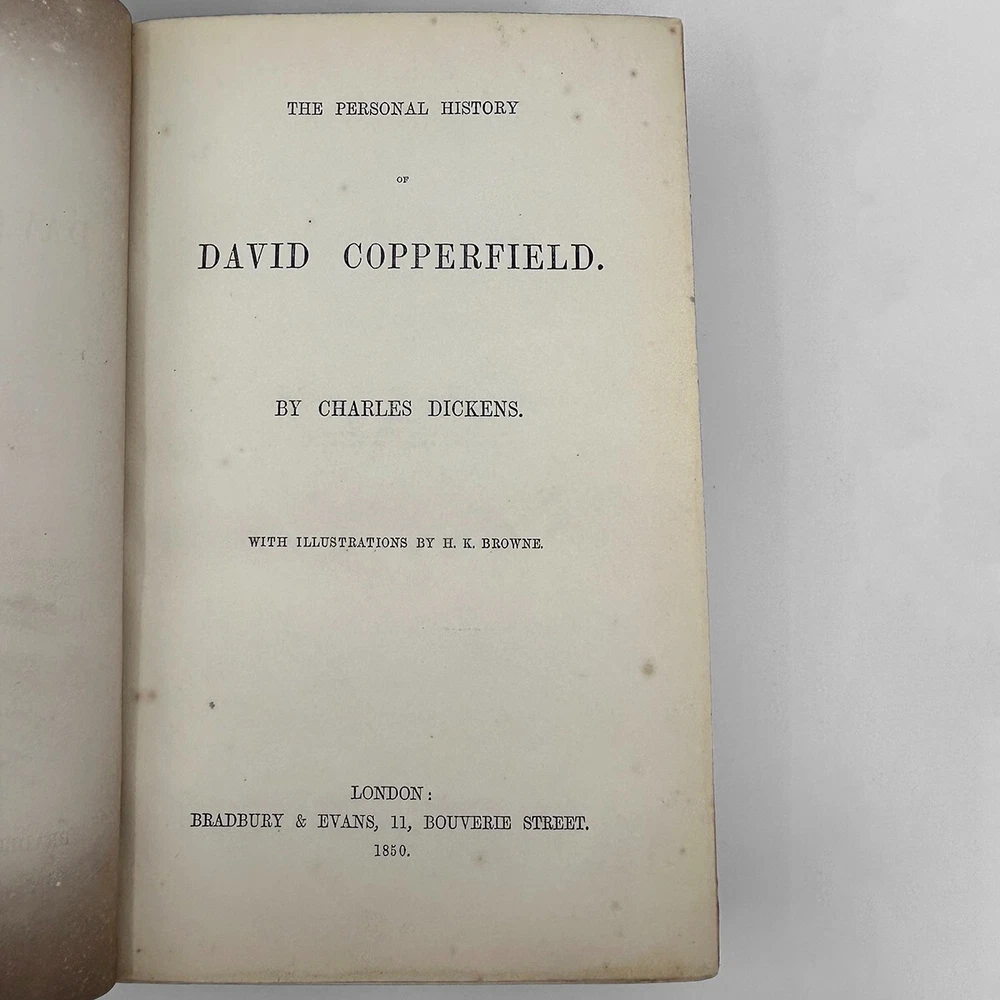 THE PERSONAL HISTORY
OF
DAVID COPPERFIELD.
BY CHARLES DICKENS.
WITH ILLUSTRATIONS BY H. K. BROWNE.
LONDON:
BRADBURY & EVANS, 11, BOUVERIE STREET.
1850.